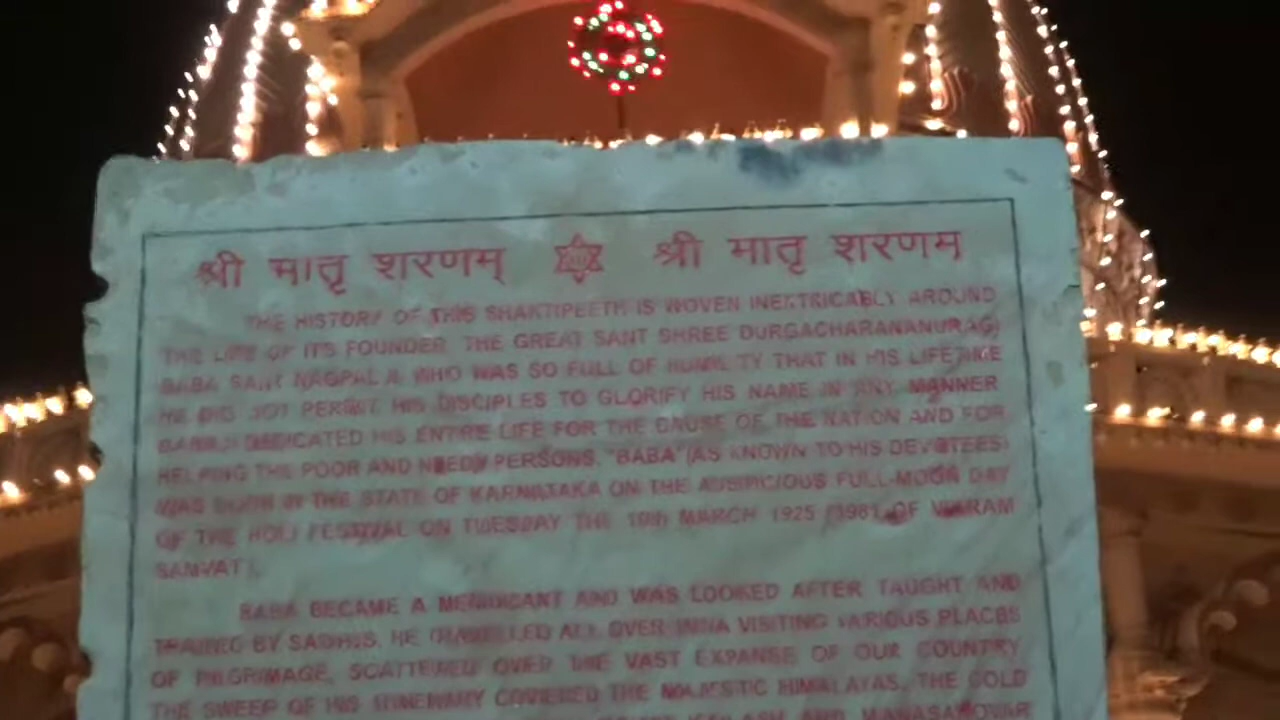 श्री मातृ शरणम् श्री मातृ शरणम
THE HISTORY OF THIS SHAKTIPEETH IS WOVEN INEXTRICABLY AROUND
THE LIFE OF ITS FOUNDER, THE GREAT SANT SHREE DURGACHARANANURAGI
BABA SANT NAGPAL JI. WHO WAS SO FULL OF HUMILITY THAT IN HIS LIFETIME
HE DID NOT PERMIT HIS DISCIPLES TO GLORIFY HIS NAME IN ANY MANNER
BABAJI DEDICATED HIS ENTIRE LIFE FOR THE CAUSE OF THE NATION AND FOR
HELPING THE POOR AND NEEDY PERSONS. "BABA" (AS KNOWN TO HIS DEVOTEES)
WAS BORN IN THE STATE OF KARNATAKA ON THE AUSPICIOUS FULL-MOON DAY
OF THE HOLI FESTIVAL ON TUESDAY THE 10th MARCH 1925 (1981 OF VIKRAM
SAMVAT).
BABA BECAME A MENDICANT AND WAS LOOKED AFTER TAUGHT AND
TRAINED BY SADHUS. HE TRAVELLED ALL OVER INDIA VISITING VARIOUS PLACES
OF PILGRIMAGE, SCATTERED OVER THE VAST EXPANSE OF OUR COUNTRY
THE SWEEP OF HIS ITINERARY COVERED THE MAJESTIC HIMALAYAS, THE COLD
KAILASH AND MANASAROVAR